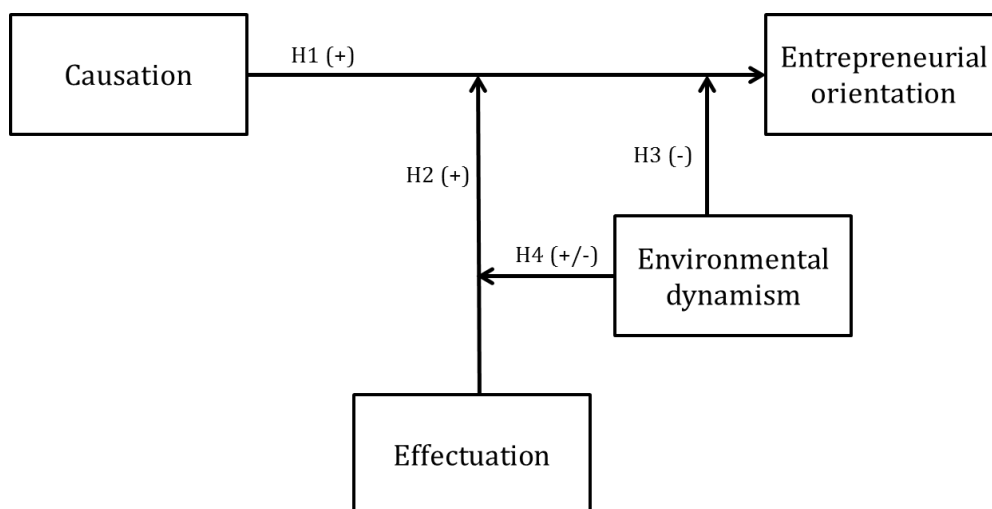 Causation
H1 (+)
Entrepreneurial
orientation
H2 (+)
H3 (-)
H4 (+/-)
Environmental
dynamism
Effectuation